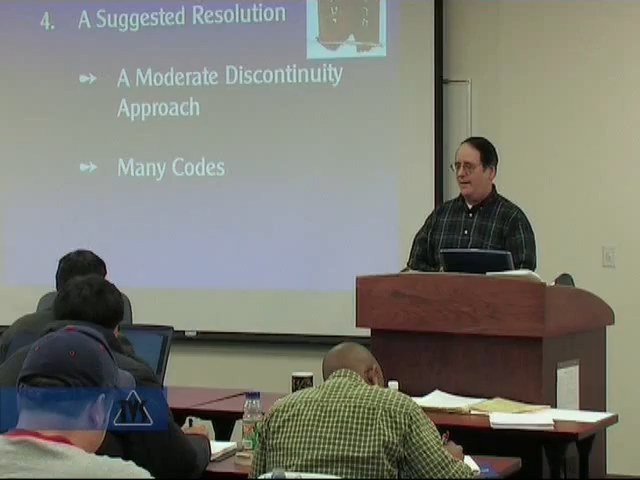 4. A Suggested Resolution
A Moderate Discontinuity
Approach
Many Codes